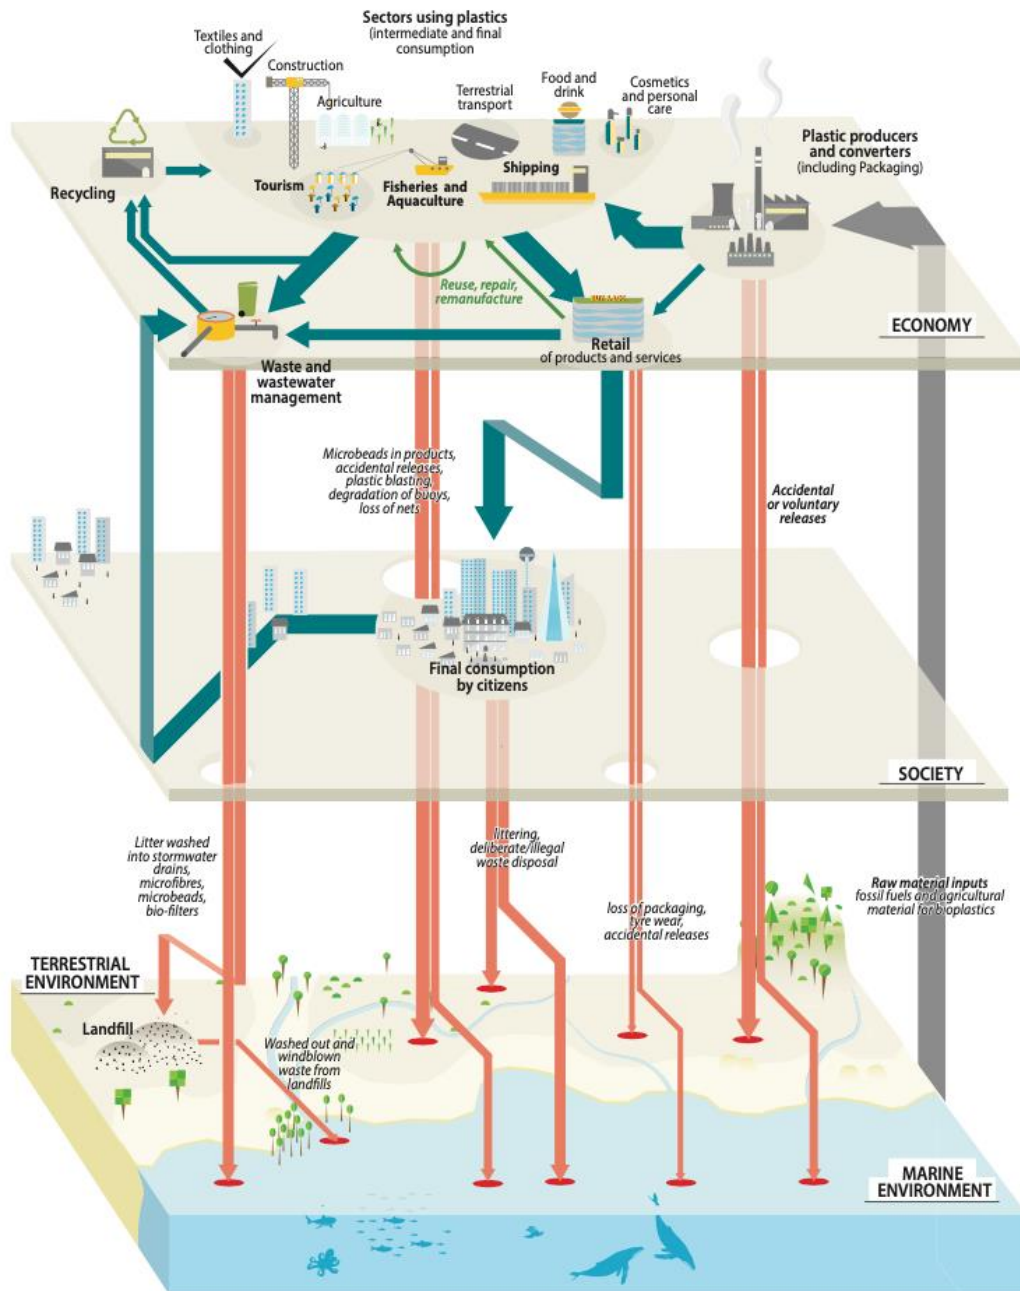 Sectors using plastics
(intermediate and final
consumption
Textiles and
clothing
Construction
Agriculture
Terrestrial
transport
Food and
drink
Cosmetics
and personal
care
Plastic producers
and converters
(including Packaging)
Recycling
Tourism
Fisheries and
Aquaculture
Shipping
Reuse, repair,
remanufacture
ECONOMY
Retail
of products and services
Waste and
wastewater
management
Microbeads in products,
accidental releases,
plastic blasting,
degradation of buoys,
loss of nets
Accidental
or voluntary
releases
Final consumption
by citizens
SOCIETY
Litter washed
into stormwater
drains,
microfibres,
microbeads,
bio-filters
littering,
deliberate/illegal
waste disposal
loss of packaging,
tyre wear,
accidental releases
Raw material inputs
fossil fuels and agricultural
material for bioplastics
TERRESTRIAL
ENVIRONMENT
Landfill
Washed out and
windblown
waste from
landfills
MARINE
ENVIRONMENT